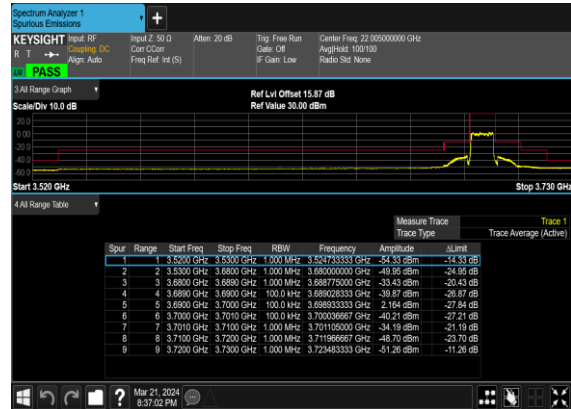 Spectrum Analyzer 1
Spurious Emissions
+
KEYSIGHT Input: RF Input Z: 50 Ω Atten: 20 dB Trig: Free Run Center Freq: 22.005000000 GHz
R T Coupling: DC Corr CCorr Gate: Off Avg|Hold: 100/100
Align: Auto Freq Ref: Int (S) IF Gain: Low Radio Std: None
PASS
3 All Range Graph Ref Lvl Offset 15.87 dB
Scale/Div 10.0 dB Ref Value 30.00 dBm
20.0
0.00
-20.0
-40.0
-60.0
Start 3.520 GHz Stop 3.730 GHz
4 All Range Table
Measure Trace Trace 1
Trace Type Trace Average (Active)
Spur Range Start Freq Stop Freq RBW Frequency Amplitude ΔLimit
1 1 3.5200 GHz 3.5300 GHz 1.000 MHz 3.524733333 GHz -54.33 dBm -14.33 dB
2 2 3.5300 GHz 3.6800 GHz 1.000 MHz 3.680000000 GHz -49.95 dBm -24.95 dB
3 3 3.6800 GHz 3.6890 GHz 1.000 MHz 3.688775000 GHz -33.43 dBm -20.43 dB
4 4 3.6890 GHz 3.6900 GHz 100.0 kHz 3.689028333 GHz -39.87 dBm -26.87 dB
5 5 3.6900 GHz 3.7000 GHz 100.0 kHz 3.698933333 GHz 2.164 dBm -27.84 dB
6 6 3.7000 GHz 3.7010 GHz 100.0 kHz 3.700036667 GHz -40.21 dBm -27.21 dB
7 7 3.7010 GHz 3.7100 GHz 1.000 MHz 3.701105000 GHz -34.19 dBm -21.19 dB
8 8 3.7100 GHz 3.7200 GHz 1.000 MHz 3.711966667 GHz -48.70 dBm -23.70 dB
9 9 3.7200 GHz 3.7300 GHz 1.000 MHz 3.723483333 GHz -51.26 dBm -11.26 dB
? Mar 21, 2024
8:37:02 PM